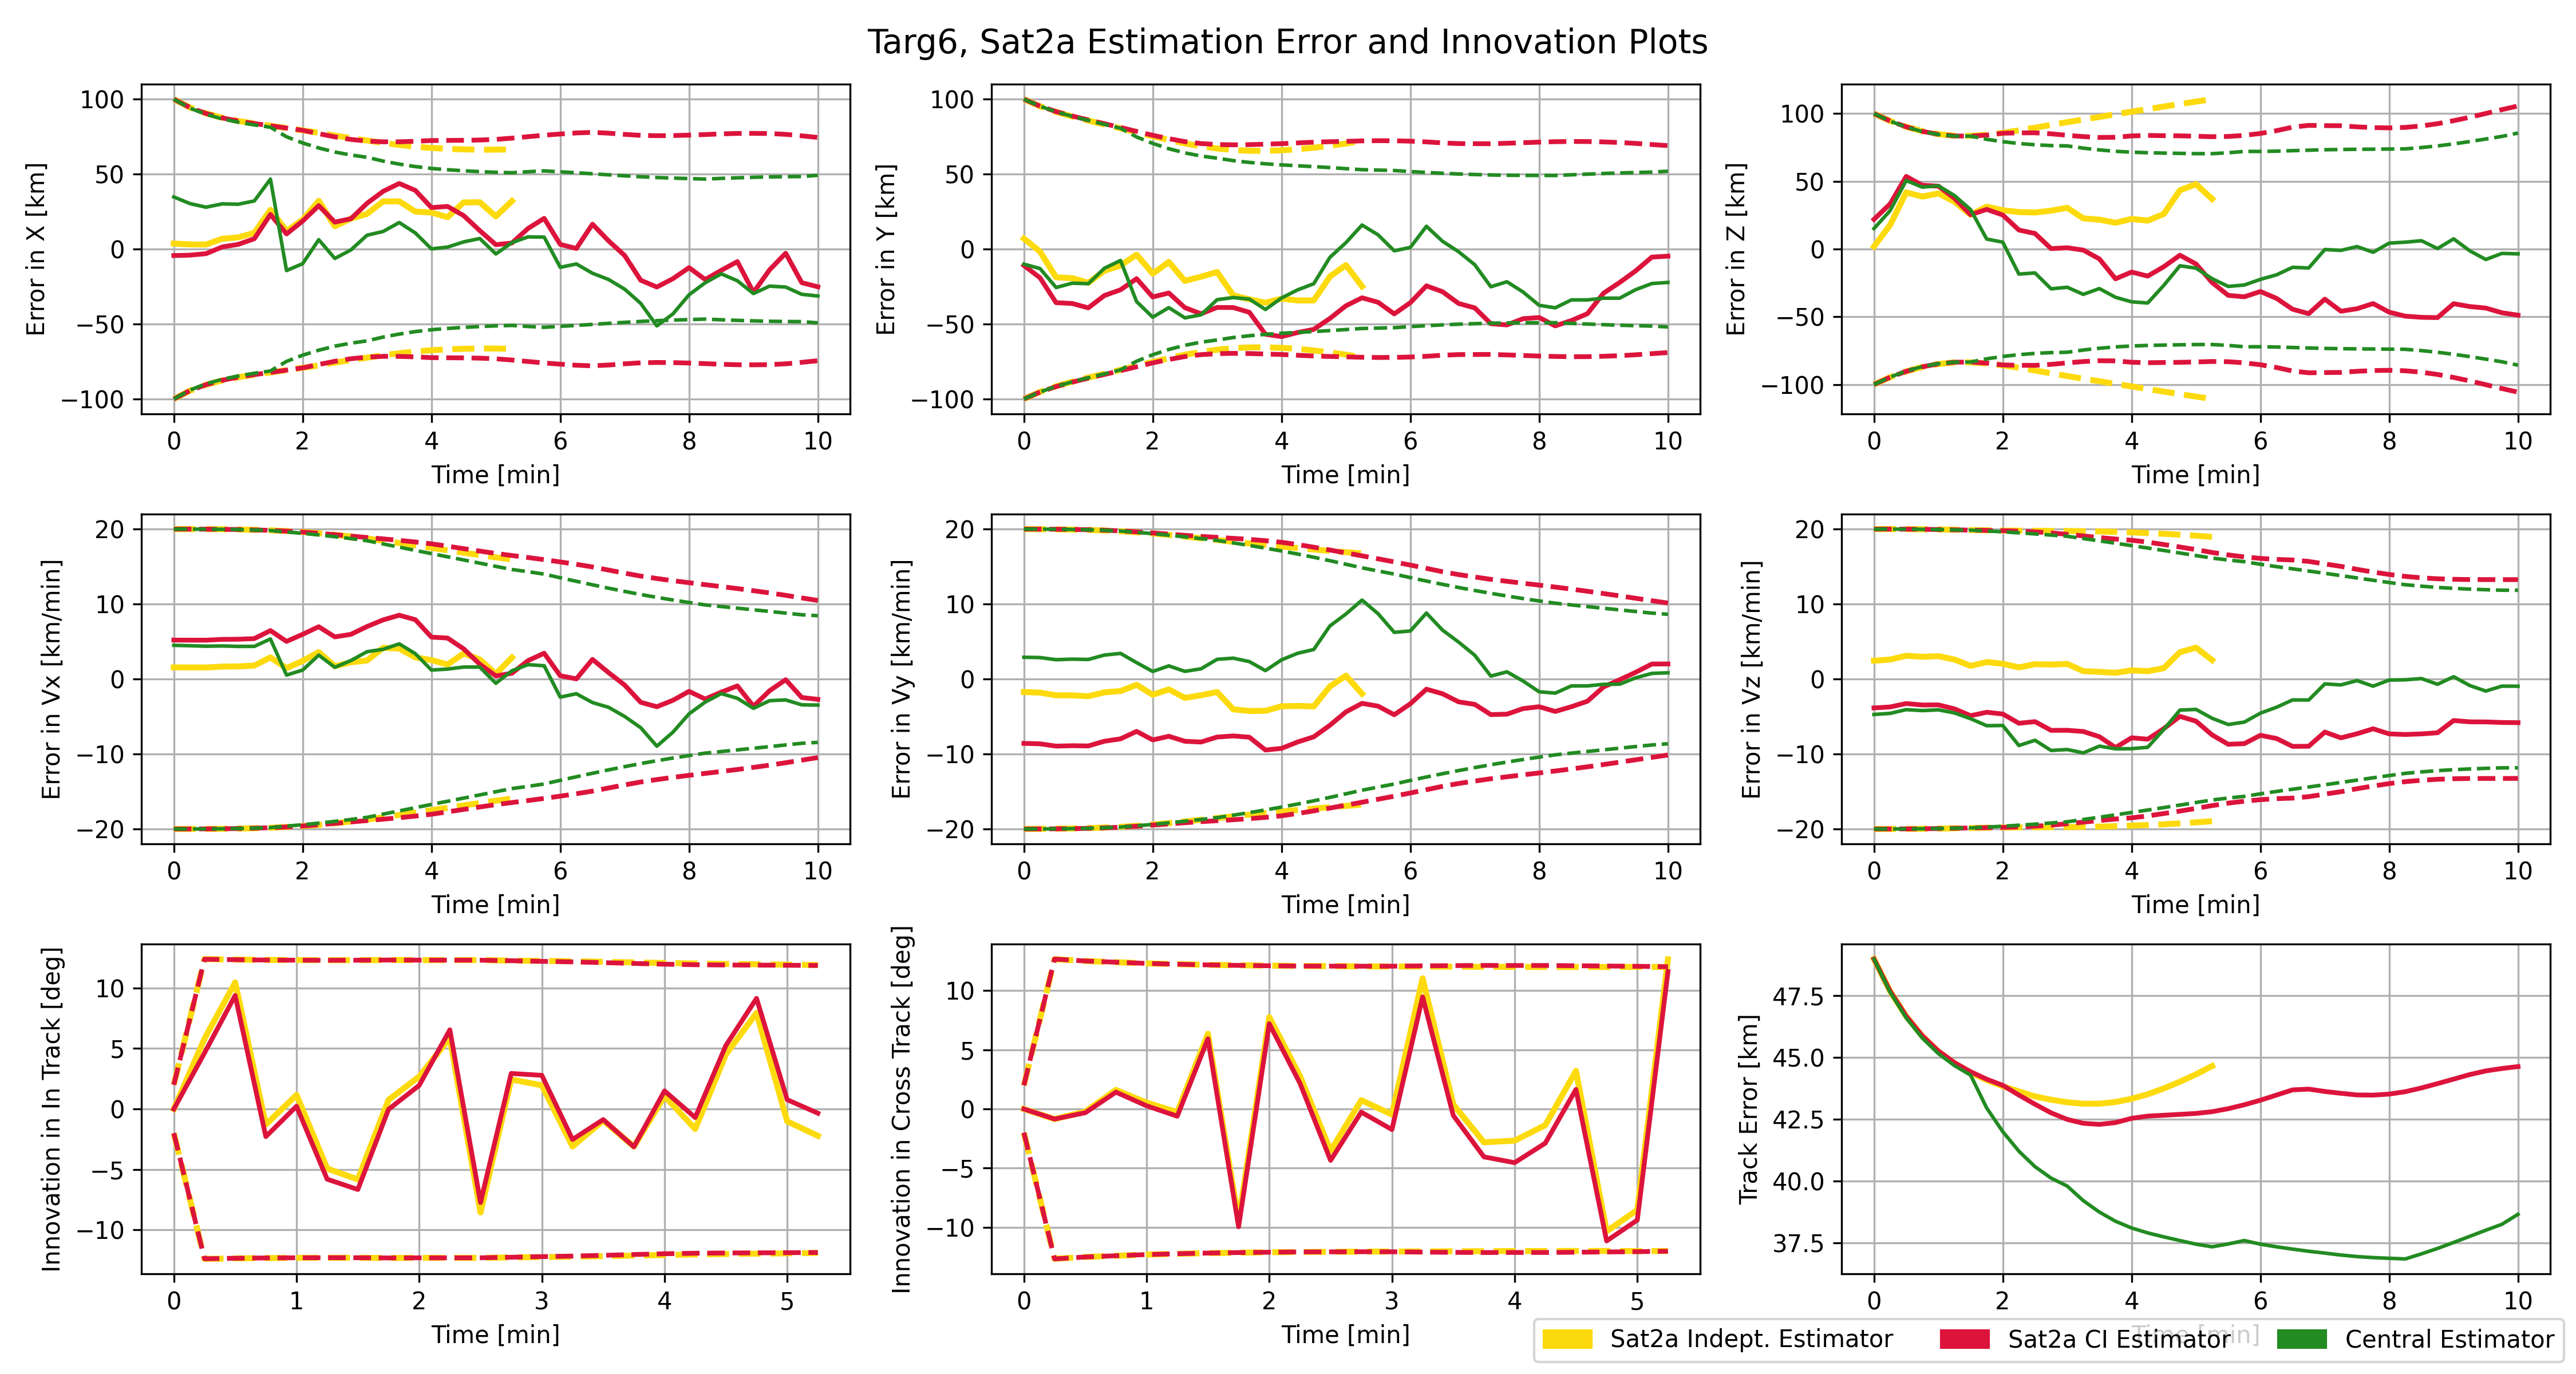 Targ6, Sat2a Estimation Error and Innovation Plots
Error in X [km]
100
50
0
−50
−100
0 2 4 6 8 10
Time [min]
Error in Y [km]
100
50
0
−50
−100
0 2 4 6 8 10
Time [min]
Error in Z [km]
100
50
0
−50
−100
0 2 4 6 8 10
Time [min]
Error in Vx [km/min]
20
10
0
−10
−20
0 2 4 6 8 10
Time [min]
Error in Vy [km/min]
20
10
0
−10
−20
0 2 4 6 8 10
Time [min]
Error in Vz [km/min]
20
10
0
−10
−20
0 2 4 6 8 10
Time [min]
Innovation in In Track [deg]
10
5
0
−5
−10
0 1 2 3 4 5
Time [min]
Innovation in Cross Track [deg]
10
5
0
−5
−10
0 1 2 3 4 5
Time [min]
Track Error [km]
47.5
45.0
42.5
40.0
37.5
0 2 4 6 8 10
Time [min]
Sat2a Indept. Estimator Sat2a CI Estimator Central Estimator